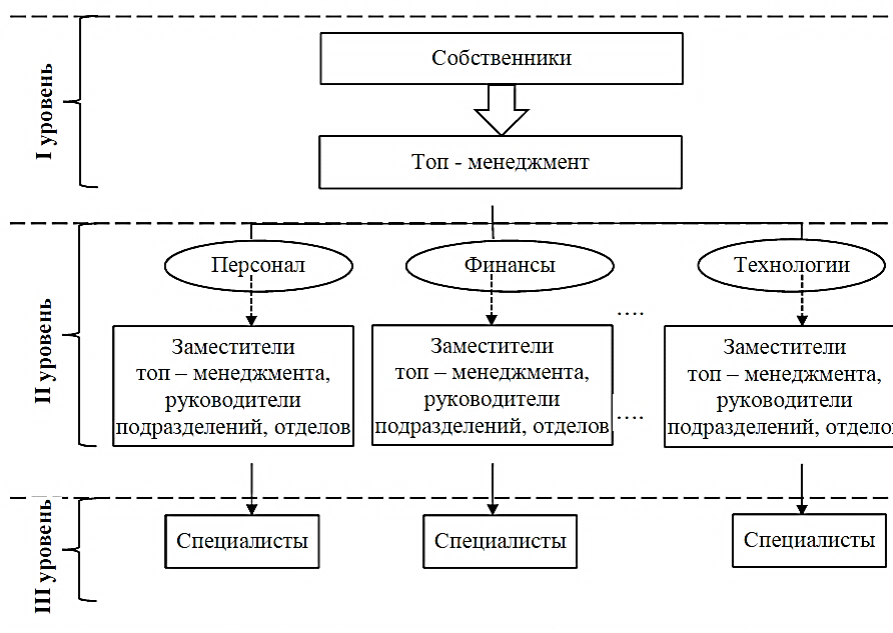 I уровень
Собственники
Топ - менеджмент
II уровень
Персонал
Финансы
Технологии
....
Заместители
топ – менеджмента,
руководители
подразделений, отделов
Заместители
топ – менеджмента,
руководители
подразделений, отделов
....
Заместители
топ – менеджмента,
руководители
подразделений, отдело
III уровень
Специалисты
Специалисты
Специалисты